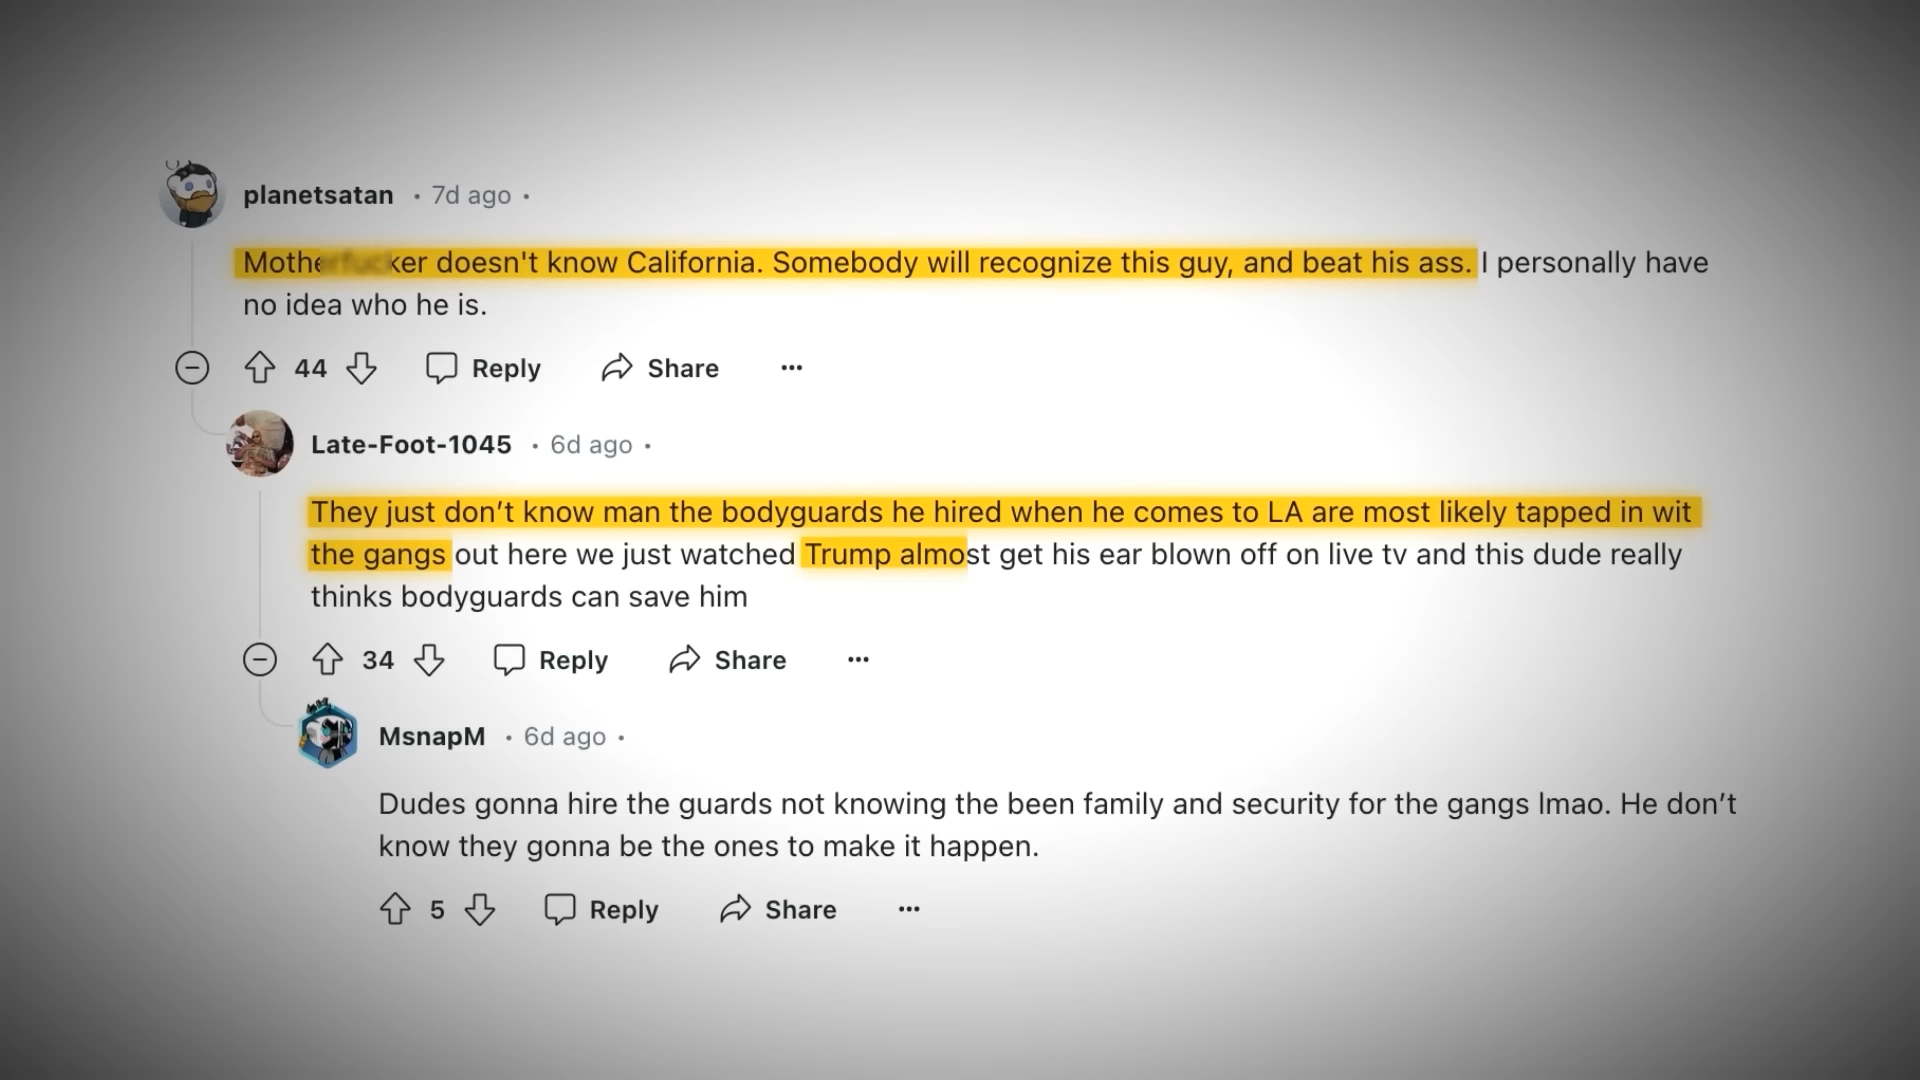 planetsatan • 7d ago •
Motherfucker doesn't know California. Somebody will recognize this guy, and beat his ass. I personally have
no idea who he is.
44 Reply Share ...
Late-Foot-1045 • 6d ago •
They just don’t know man the bodyguards he hired when he comes to LA are most likely tapped in wit
the gangs out here we just watched Trump almost get his ear blown off on live tv and this dude really
thinks bodyguards can save him
34 Reply Share ...
MsnapM • 6d ago •
Dudes gonna hire the guards not knowing the been family and security for the gangs lmao. He don’t
know they gonna be the ones to make it happen.
5 Reply Share ...